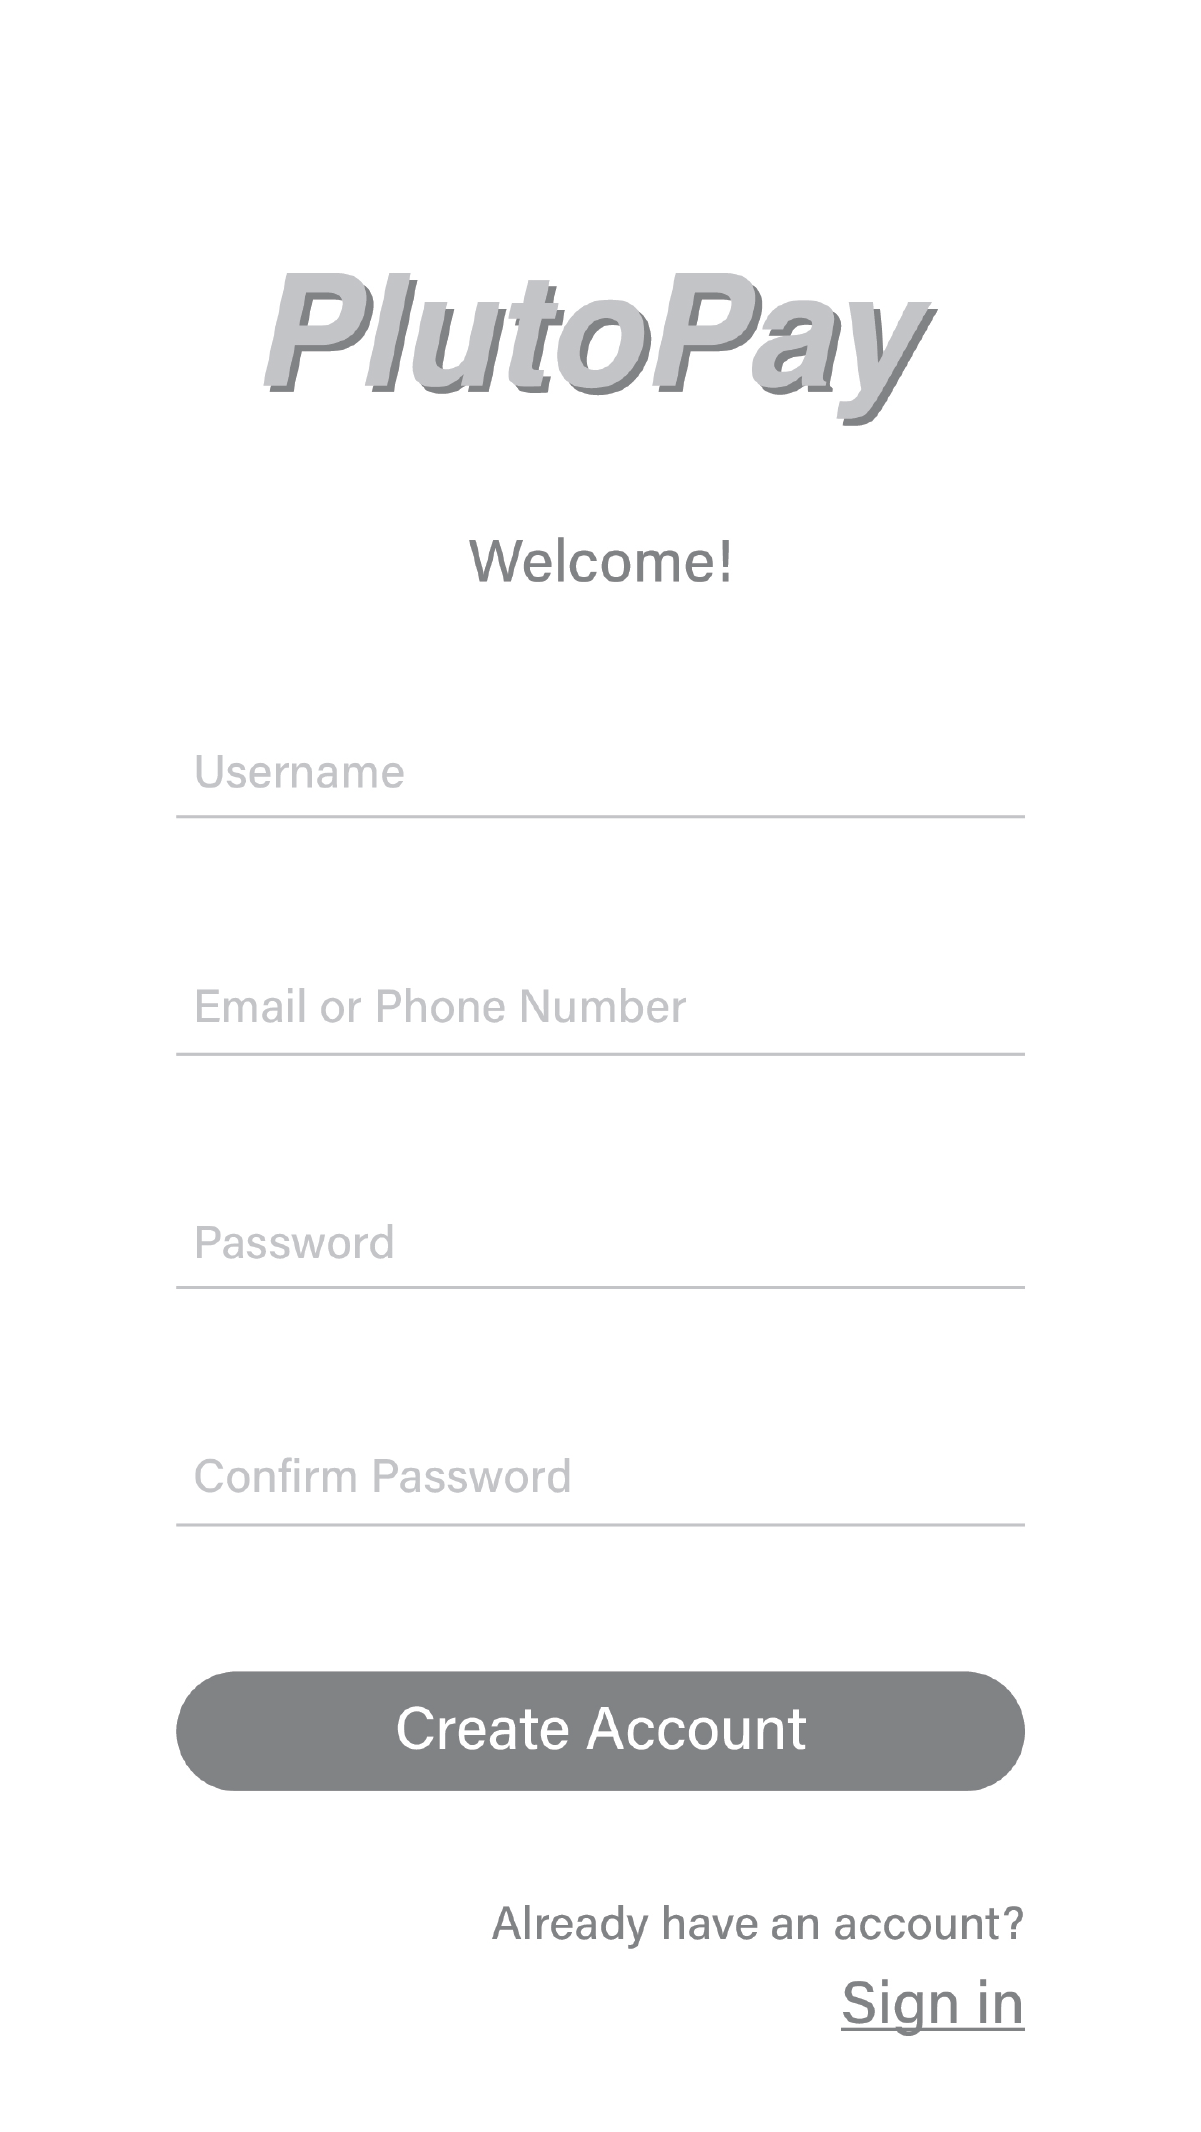 PlutoPay
Welcome!
Username
Email or Phone Number
Password
Confirm Password
Create Account
Already have an account?
Sign in